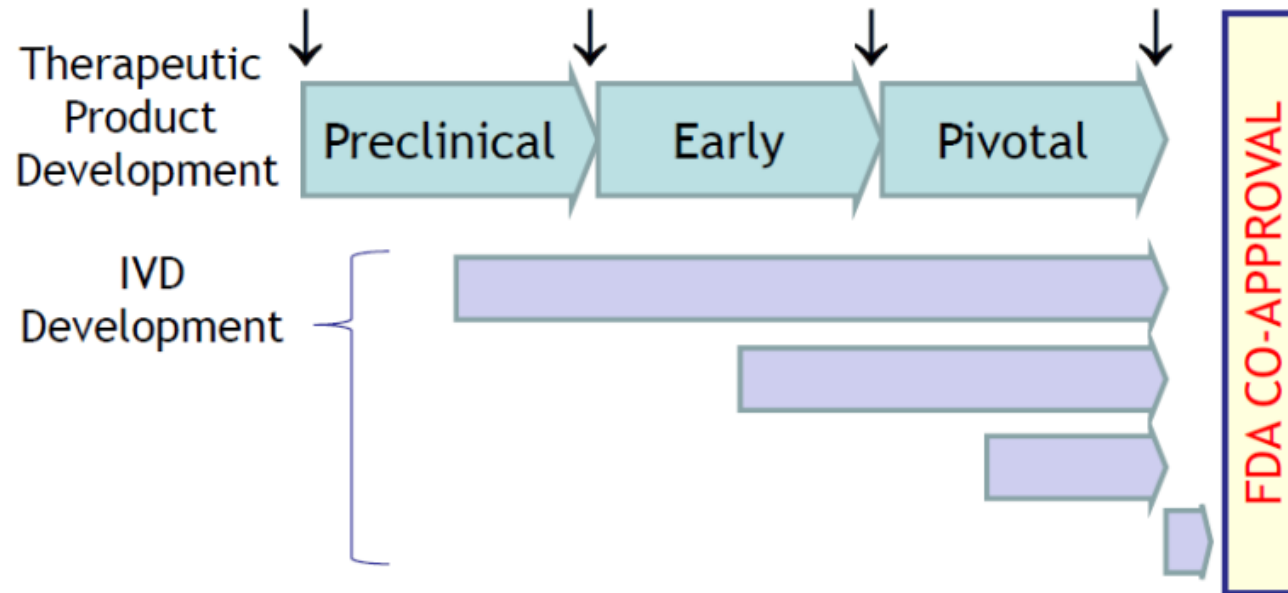 Therapeutic
Product
Development
Preclinical
Early
Pivotal
IVD
Development
FDA CO-APPROVAL